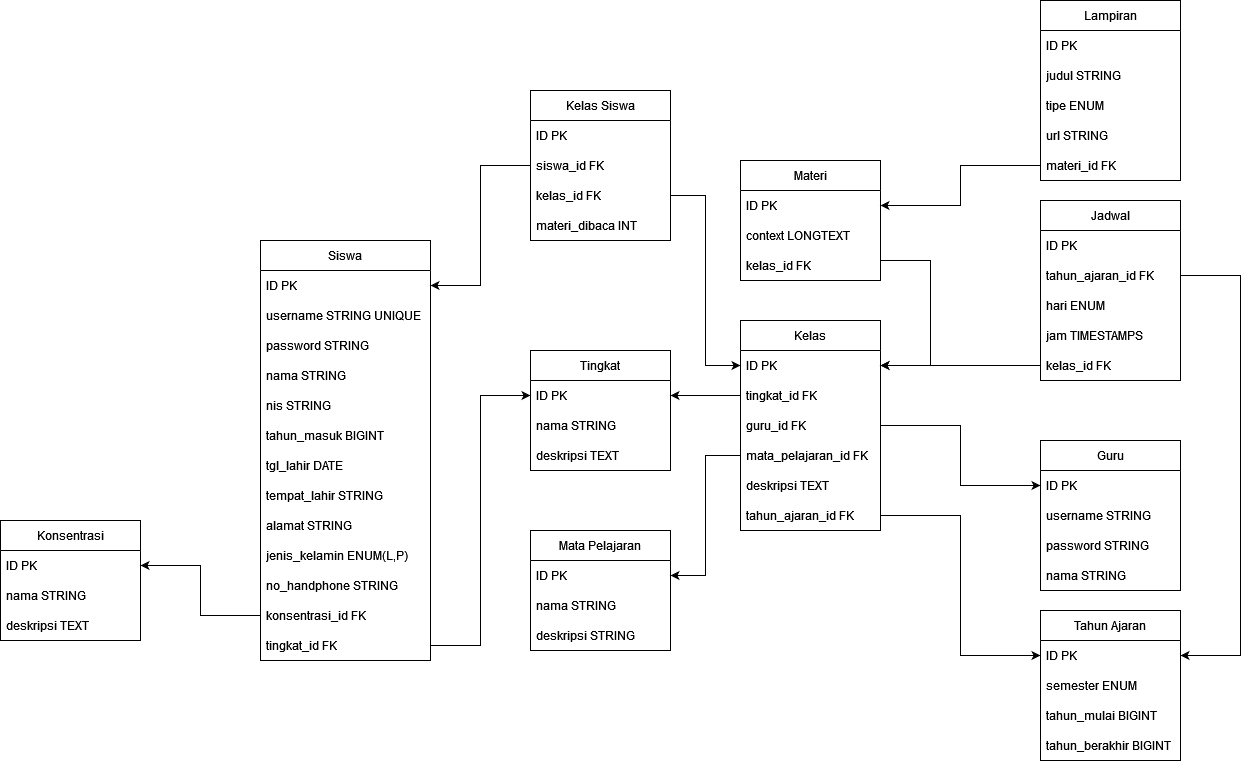 Lampiran
ID PK
judul STRING
tipe ENUM
url STRING
materi_id FK
Kelas Siswa
ID PK
siswa_id FK
kelas_id FK
materi_dibaca INT
Materi
ID PK
context LONGTEXT
kelas_id FK
Jadwal
ID PK
tahun_ajaran_id FK
hari ENUM
jam TIMESTAMPS
kelas_id FK
Siswa
ID PK
username STRING UNIQUE
password STRING
nama STRING
nis STRING
tahun_masuk BIGINT
tgl_lahir DATE
tempat_lahir STRING
alamat STRING
jenis_kelamin ENUM(L,P)
no_handphone STRING
konsentrasi_id FK
tingkat_id FK
Tingkat
ID PK
nama STRING
deskripsi TEXT
Kelas
ID PK
tingkat_id FK
guru_id FK
mata_pelajaran_id FK
deskripsi TEXT
tahun_ajaran_id FK
Guru
ID PK
username STRING
password STRING
nama STRING
Konsentrasi
ID PK
nama STRING
deskripsi TEXT
Mata Pelajaran
ID PK
nama STRING
deskripsi STRING
Tahun Ajaran
ID PK
semester ENUM
tahun_mulai BIGINT
tahun_berakhir BIGINT